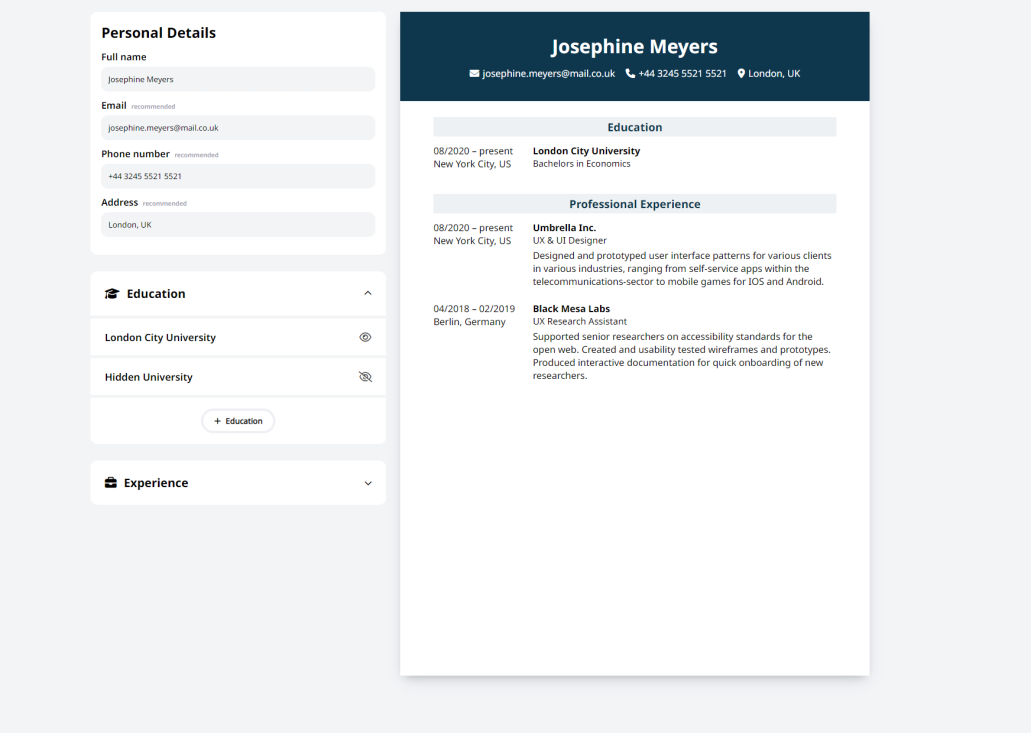 Personal Details
Full name
Josephine Meyers
Email recommended
josephine.meyers@mail.co.uk
Phone number recommended
+44 3245 5521 5521
Address recommended
London, UK
Education
London City University
Hidden University
+ Education
Experience
Josephine Meyers
josephine.meyers@mail.co.uk +44 3245 5521 5521 London, UK
Education
08/2020 – present London City University
New York City, US Bachelors in Economics
Professional Experience
08/2020 – present Umbrella Inc.
New York City, US UX & UI Designer
Designed and prototyped user interface patterns for various clients
in various industries, ranging from self-service apps within the
telecommunications-sector to mobile games for IOS and Android.
04/2018 – 02/2019 Black Mesa Labs
Berlin, Germany UX Research Assistant
Supported senior researchers on accessibility standards for the
open web. Created and usability tested wireframes and prototypes.
Produced interactive documentation for quick onboarding of new
researchers.